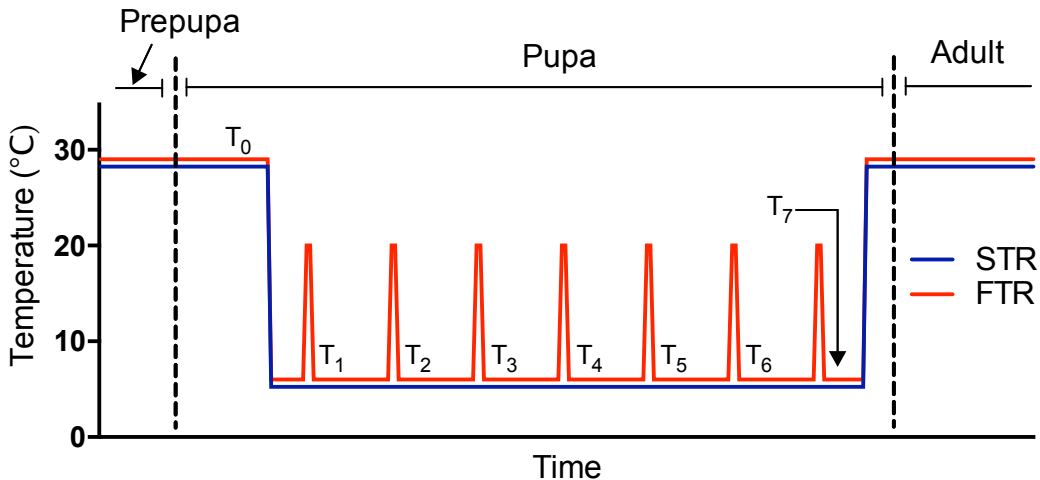 Prepupa
Pupa
Adult
Temperature (°C)
30
20
10
0
T0
T7
T1
T2
T3
T4
T5
T6
STR
FTR
Time